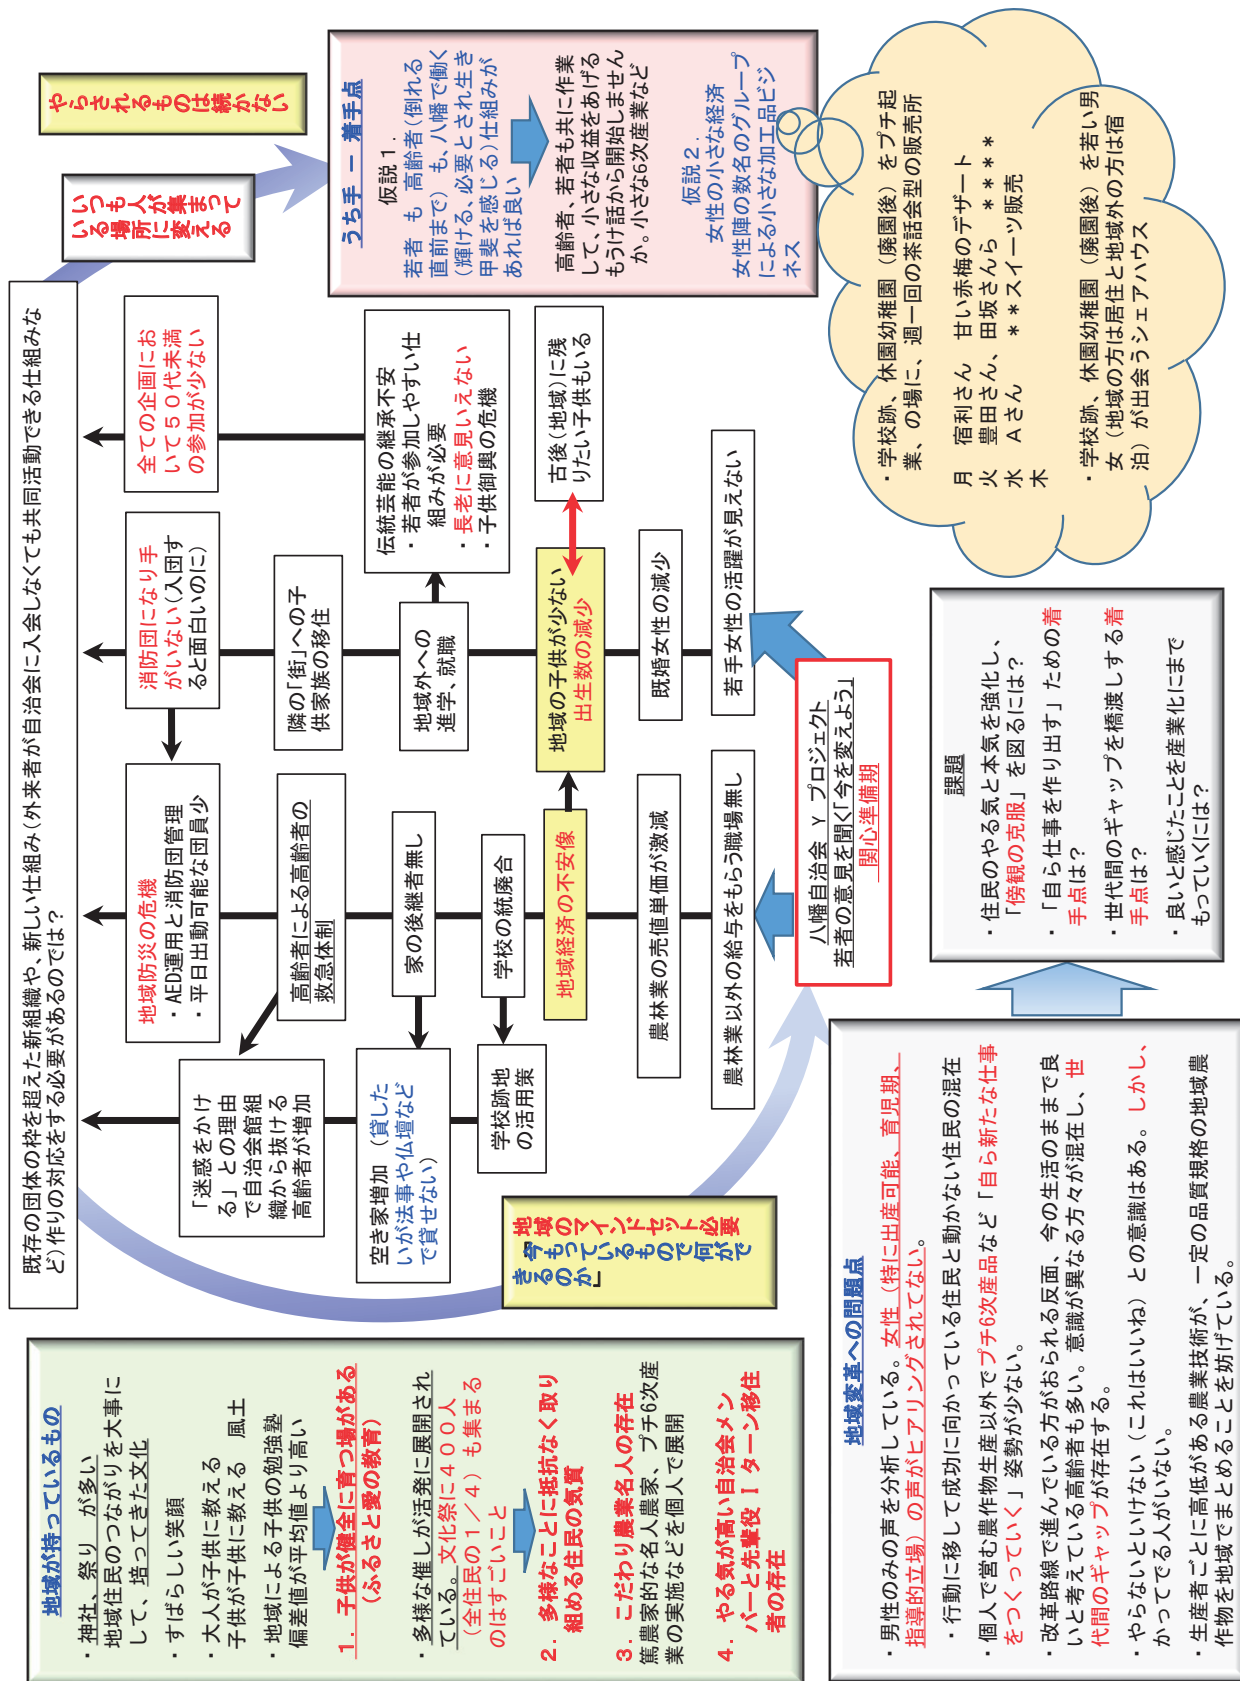 既存の団体の枠を超えた新組織や、新しい仕組み(外来者が自治会に入会しなくても共同活動できる仕組みな
ど)作りの対応をする必要があるのでは？
地域が持っているもの
・神社、祭り　が多い
地域住民のつながりを大事に
して、培ってきた文化
・すばらしい笑顔
・大人が子供に教える
子供が子供に教える　風土
・地域による子供の勉強塾
偏差値が平均値より高い
１．子供が健全に育つ場がある
（ふるさと愛の教育）
・多様な催しが活発に展開され
ている。文化祭に４００人
（全住民の１／４）も集まる
のはすごいこと
２．多様なことに抵抗なく取り
組める住民の気質
３．こだわり農業名人の存在
篤農家的な名人農家、プチ6次産
業の実施などを個人で展開
４．やる気が高い自治会メン
バーと先輩役Ｉターン移住
者の存在
「迷惑をかけ
る」との理由
で自治会館組
織から抜ける
高齢者が増加
空き家増加（貸した
いが法事や仏壇など
で貸せない）
学校跡地
の活用策
地域のマインドセット必要
「今もっているもので何がで
きるのか」
地域防災の危機
・AED運用と消防団管理
・平日出動可能な団員少
高齢者による高齢者の
救急体制
家の後継者無し
学校の統廃合
地域経済の不安像
農林業の売値単価が激減
農林業以外の給与をもらう職場無し
消防団になり手
がいない(入団す
ると面白いのに)
隣の「街」への子
供家族の移住
地域外への
進学、就職
地域の子供が少ない
出生数の減少
既婚女性の減少
若手女性の活躍が見えない
全ての企画にお
いて５０代未満
の参加が少ない
伝統芸能の継承不安
・若者が参加しやすい仕
組みが必要
・長老に意見いえない
・子供御輿の危機
古後(地域)に残
りたい子供もいる
八幡自治会 Y プロジェクト
若者の意見を聞く「今を変えよう」
関心準備期
いつも人が集まって
いる場所に変える
やらされるものは続かない
うち手 － 着手点
仮説１.
若者　も　高齢者(倒れる
直前まで)　も、八幡で働く
(輝ける、必要とされ生き
甲斐を感じる)仕組みが
あれば良い
高齢者、若者も共に作業
して、小さな収益をあげる
もうけ話から開始しません
か。小さな6次産業など
仮説２.
女性の小さな経済
女性陣の数名のグループ
による小さな加工品ビジ
ネス
・学校跡、休園幼稚園（廃園後）をプチ起
業、の場に、週一回の茶話会型の販売所
月　宿利さん　甘い赤梅のデザート
火　豊田さん、田坂さんら　＊＊＊＊
水　Ａさん　＊＊スイーツ販売
木
・学校跡、休園幼稚園（廃園後）を若い男
女（地域の方は居住と地域外の方は宿
泊）が出会うシェアハウス
地域変革への問題点
・男性のみの声を分析している。女性（特に出産可能、育児期、
指導的立場）の声がヒアリングされてない。
・行動に移して成功に向かっている住民と動かない住民の混在
・個人で営む農作物生産以外でプチ6次産品など「自ら新たな仕事
をつくっていく」姿勢が少ない。
・改革路線で進んでいる方がおられる反面、今の生活のままで良
いと考えている高齢者も多い。意識が異なる方々が混在し、世
代間のギャップが存在する。
・やらないといけない（これはいいね）との意識はある。しかし、
かってでる人がいない。
・生産者ごとに高低がある農業技術が、一定の品質規格の地域農
作物を地域でまとめることを妨げている。
課題
・住民のやる気と本気を強化し、
「傍観の克服」を図るには？
・「自ら仕事を作り出す」ための着
手点は？
・世代間のギャップを橋渡しする着
手点は？
・良いと感じたことを産業化にまで
もっていくには？